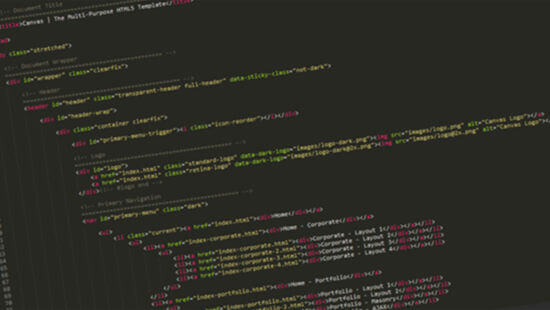 <!-- Document Title
<title>Canvas | The Multi-Purpose HTML5 Template</title>
class="stretched">
<!-- Document Wrapper
<div id="wrapper" class="clearfix">
<!-- Header
<header id="header" class="transparent-header full-header" data-sticky-class="not-dark">
<div id="header-wrap">
<div class="container clearfix">
<div id="primary-menu-trigger"><i class="icon-reorder"></i></div>
<!-- Logo
<div id="logo">
<a href="index.html" class="standard-logo" data-dark-logo="images/logo-dark.png"><img src="images/logo.png" alt="Canvas Logo"></a>
<a href="index.html" class="retina-logo" data-dark-logo="images/logo-dark@2x.png"><img src="images/logo@2x.png" alt="Canvas Logo"></a>
</div><!-- #logo end -->
<!-- Primary Navigation
<nav id="primary-menu" class="dark">
<ul>
<li class="current"><a href="index.html"><div>Home</div></a>
<ul>
<li><a href="index-corporate.html"><div>Home - Corporate</div></a>
<ul>
<li><a href="index-corporate.html"><div>Corporate - Layout 1</div></a></li>
<li><a href="index-corporate-2.html"><div>Corporate - Layout 2</div></a></li>
<li><a href="index-corporate-3.html"><div>Corporate - Layout 3</div></a></li>
<li><a href="index-corporate-4.html"><div>Corporate - Layout 4</div></a></li>
</ul>
</li>
<li><a href="index-portfolio.html"><div>Home - Portfolio</div></a>
<ul>
<li><a href="index-portfolio.html"><div>Portfolio - Layout 1</div></a></li>
<li><a href="index-portfolio-2.html"><div>Portfolio - Layout 2</div></a></li>
<div>Portfolio - Masonry</div></a></li>
<div>Portfolio - AJAX</div></a></li>